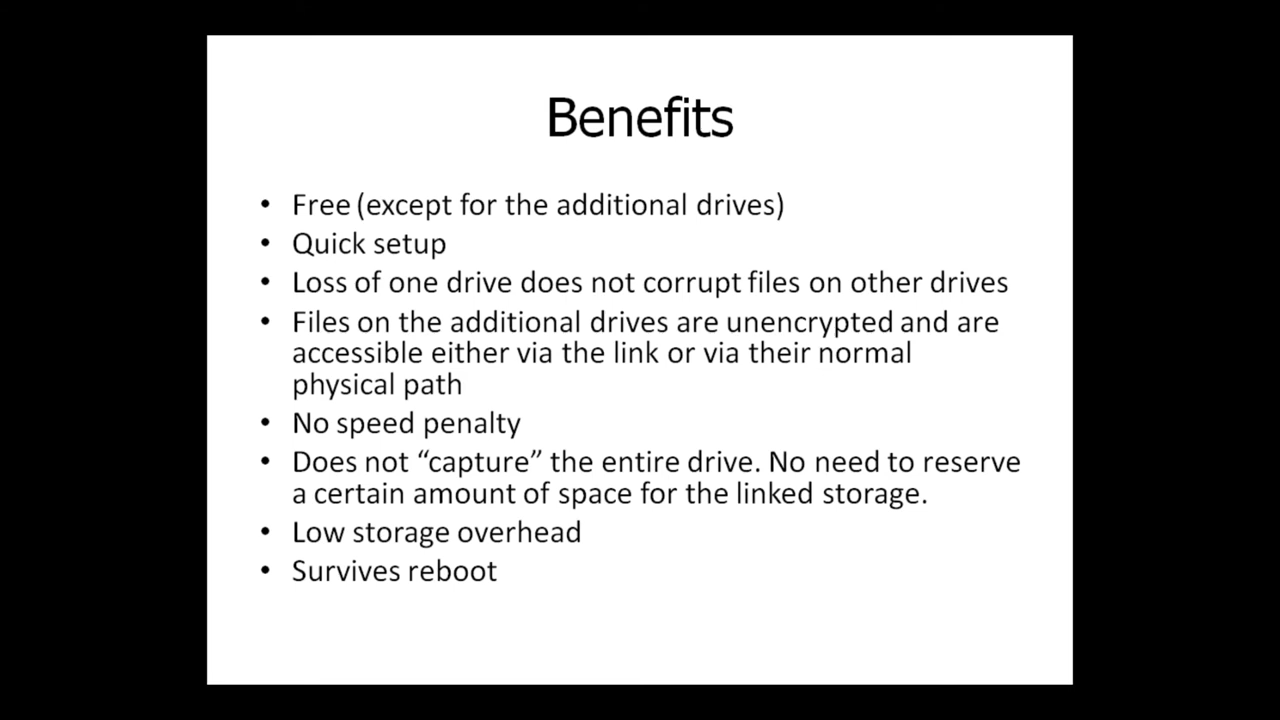 Benefits
• Free (except for the additional drives)
• Quick setup
• Loss of one drive does not corrupt files on other drives
• Files on the additional drives are unencrypted and are
accessible either via the link or via their normal
physical path
• No speed penalty
• Does not “capture” the entire drive. No need to reserve
a certain amount of space for the linked storage.
• Low storage overhead
• Survives reboot